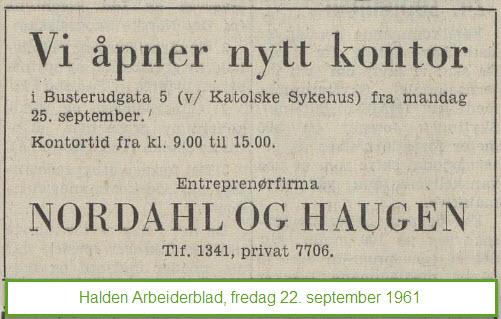 Vi åpner nytt kontor
i Busterudgata 5 (v/ Katolske Sykehus) fra mandag
25. september.
Kontortid fra kl. 9.00 til 15.00.
Entreprenørfirma
NORDAHL OG HAUGEN
Tlf. 1341, privat 7706.
Halden Arbeiderblad, fredag 22. september 1961